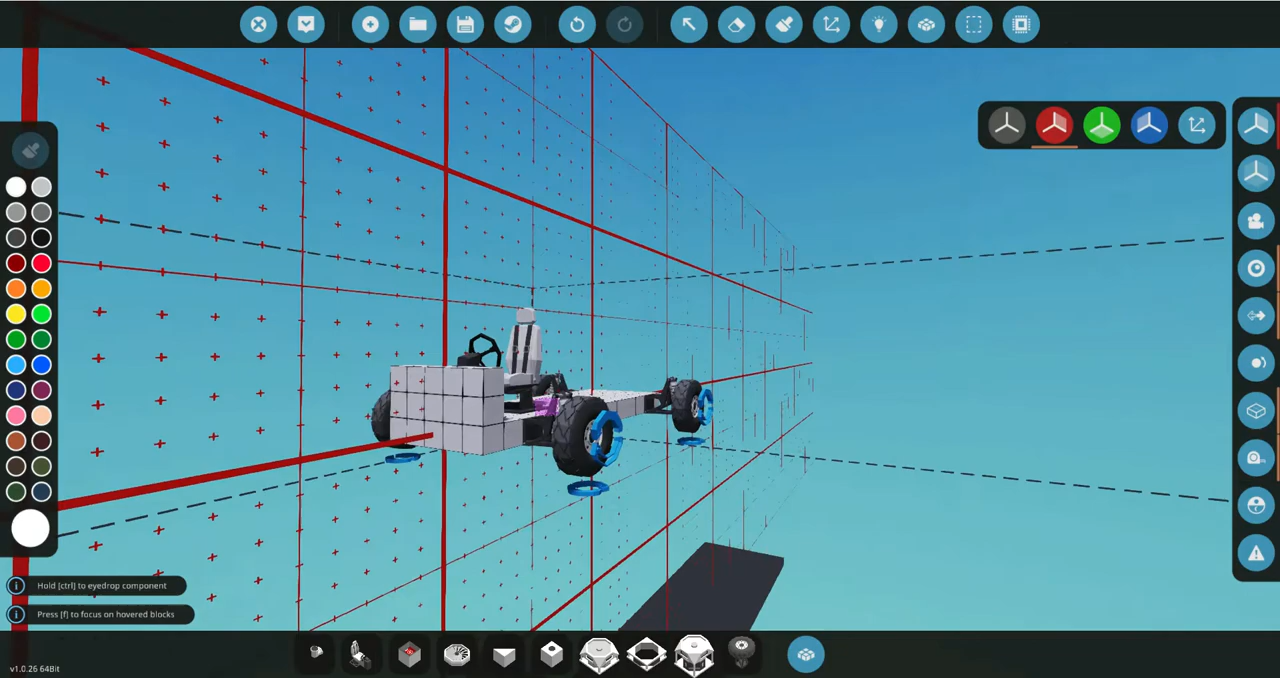 Hold [ctrl] to eyedrop component
Press [f] to focus on hovered blocks
v1.0.26 64Bit